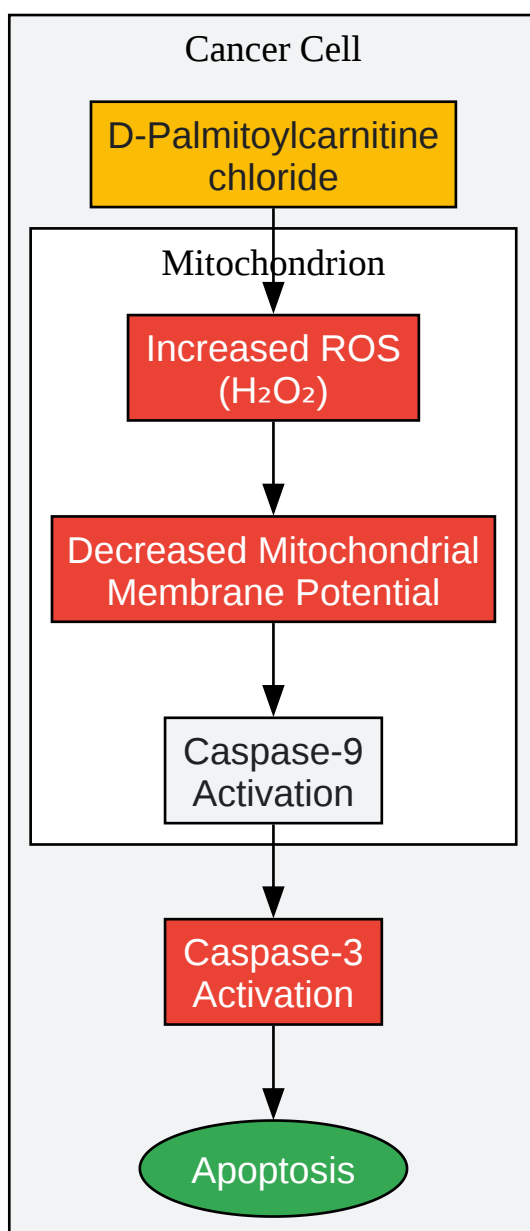 Cancer Cell
D-Palmitoylcarnitine
chloride
Mitochondrion
Increased ROS
(H₂O₂)
Decreased Mitochondrial
Membrane Potential
Caspase-9
Activation
Caspase-3
Activation
Apoptosis